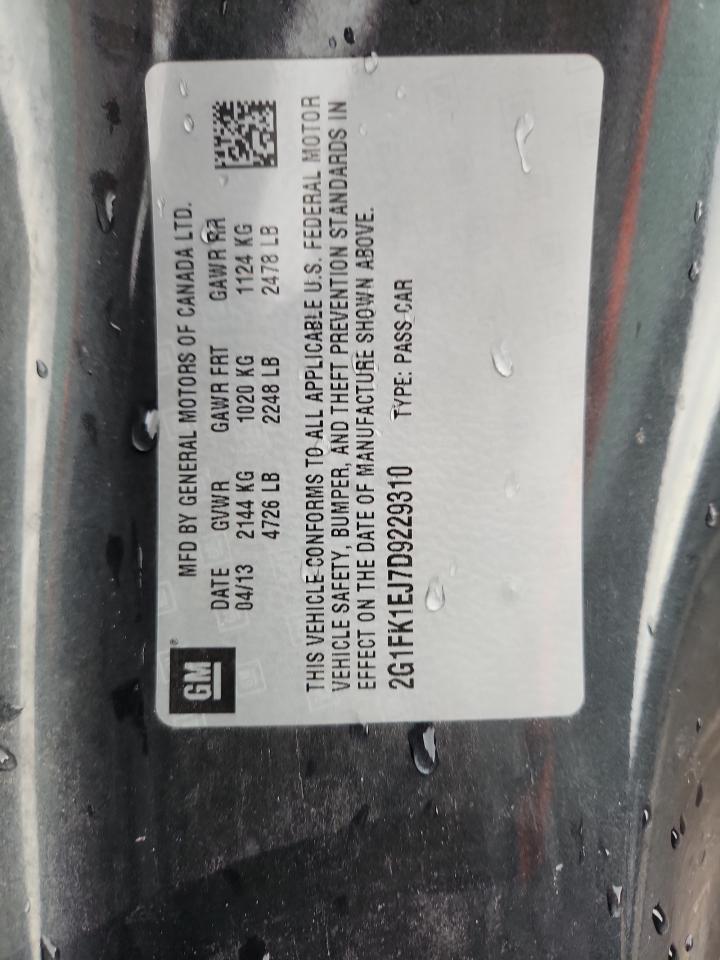 GM
MFD BY GENERAL MOTORS OF CANADA LTD.
DATE GVWR GAWR FRT GAWR RR
04/13 2144 KG 1020 KG 1124 KG
4726 LB 2248 LB 2478 LB
THIS VEHICLE CONFORMS TO ALL APPLICABLE U.S. FEDERAL MOTOR
VEHICLE SAFETY, BUMPER, AND THEFT PREVENTION STANDARDS IN
EFFECT ON THE DATE OF MANUFACTURE SHOWN ABOVE.
2G1FK1EJ7D9229310 TYPE: PASS CAR